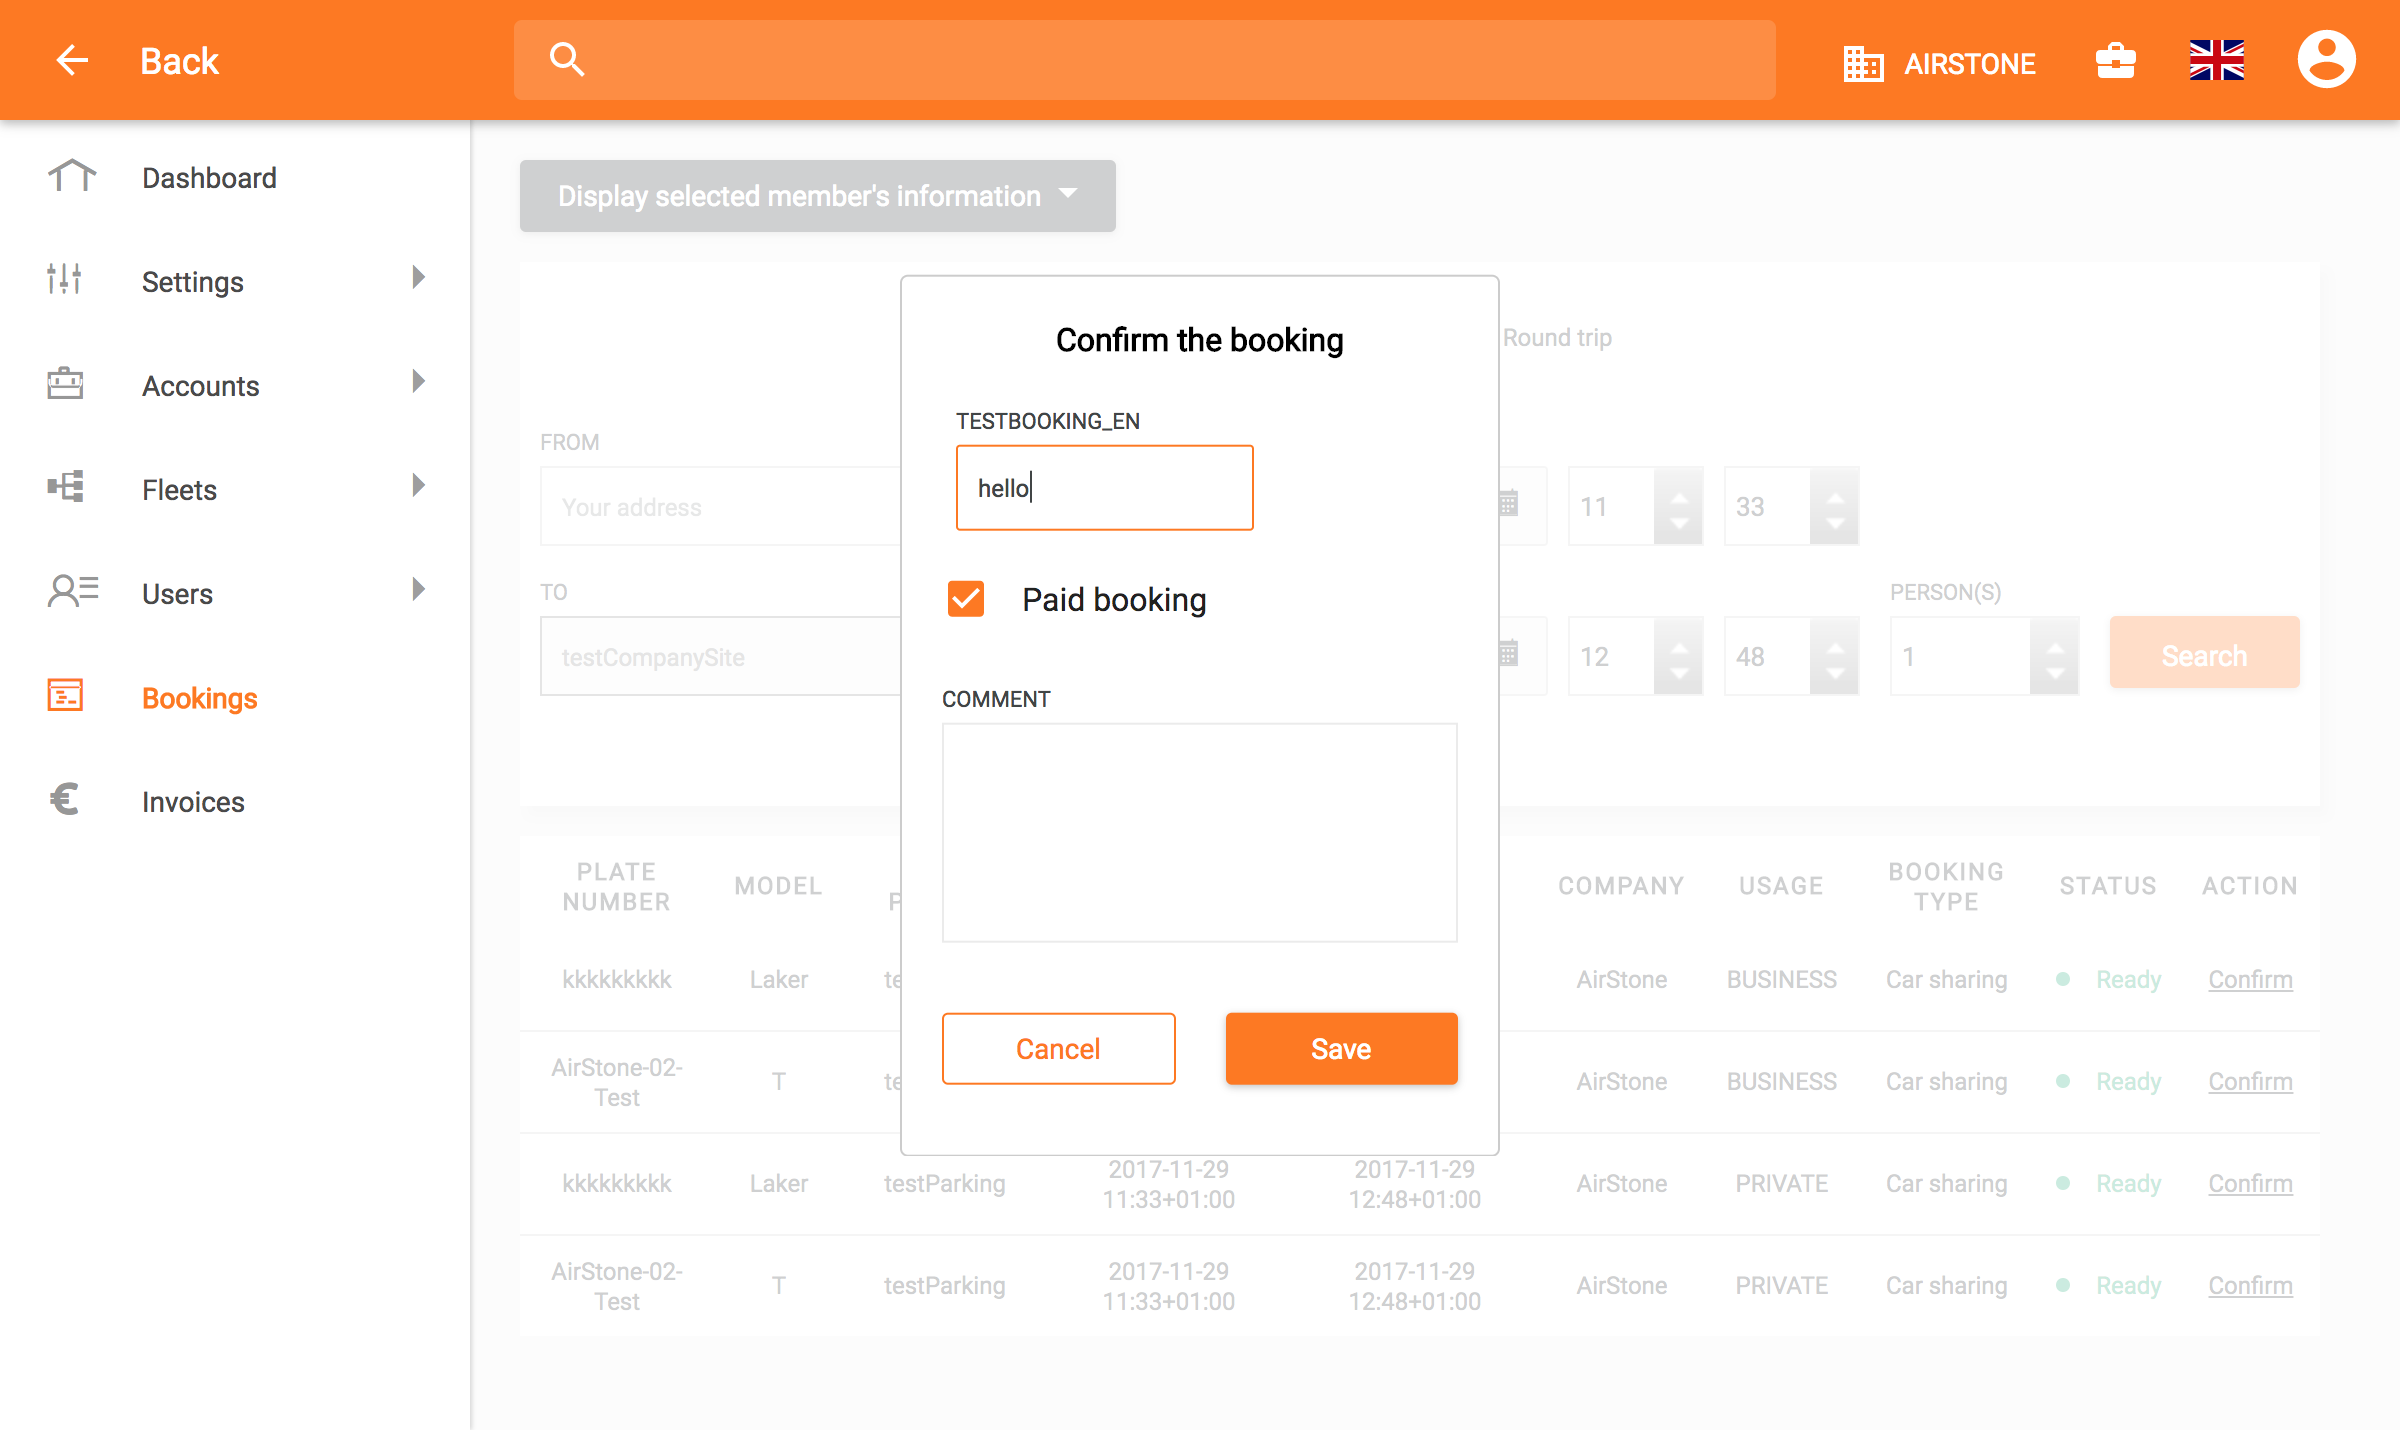 Back
AIRSTONE
Dashboard
Settings
Accounts
Fleets
Users
Bookings
Invoices
Display selected member's information
Round trip
FROM
Your address
11
33
TO
testCompanySite
12
48
PERSON(S)
1
Search
Confirm the booking
TESTBOOKING_EN
hello
Paid booking
COMMENT
Cancel
Save
PLATE
NUMBER
MODEL
P
COMPANY
USAGE
BOOKING
TYPE
STATUS
ACTION
kkkkkkkkk
Laker
te
AirStone
BUSINESS
Car sharing
Ready
Confirm
AirStone-02-
Test
T
te
AirStone
BUSINESS
Car sharing
Ready
Confirm
kkkkkkkkk
Laker
testParking
2017-11-29
11:33+01:00
2017-11-29
12:48+01:00
AirStone
PRIVATE
Car sharing
Ready
Confirm
AirStone-02-
Test
T
testParking
2017-11-29
11:33+01:00
2017-11-29
12:48+01:00
AirStone
PRIVATE
Car sharing
Ready
Confirm